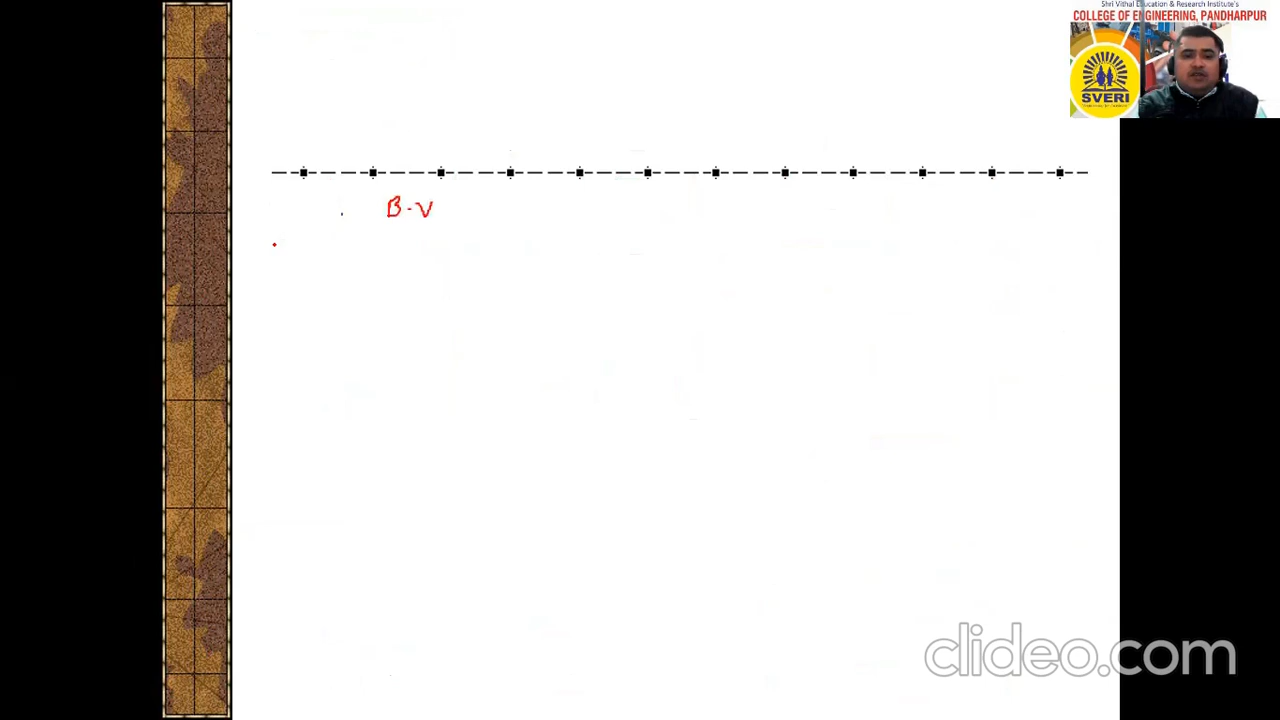 Shri Vithal Education & Research Institute's
COLLEGE OF ENGINEERING, PANDHARPUR
SVERI
B.V
clideo.com